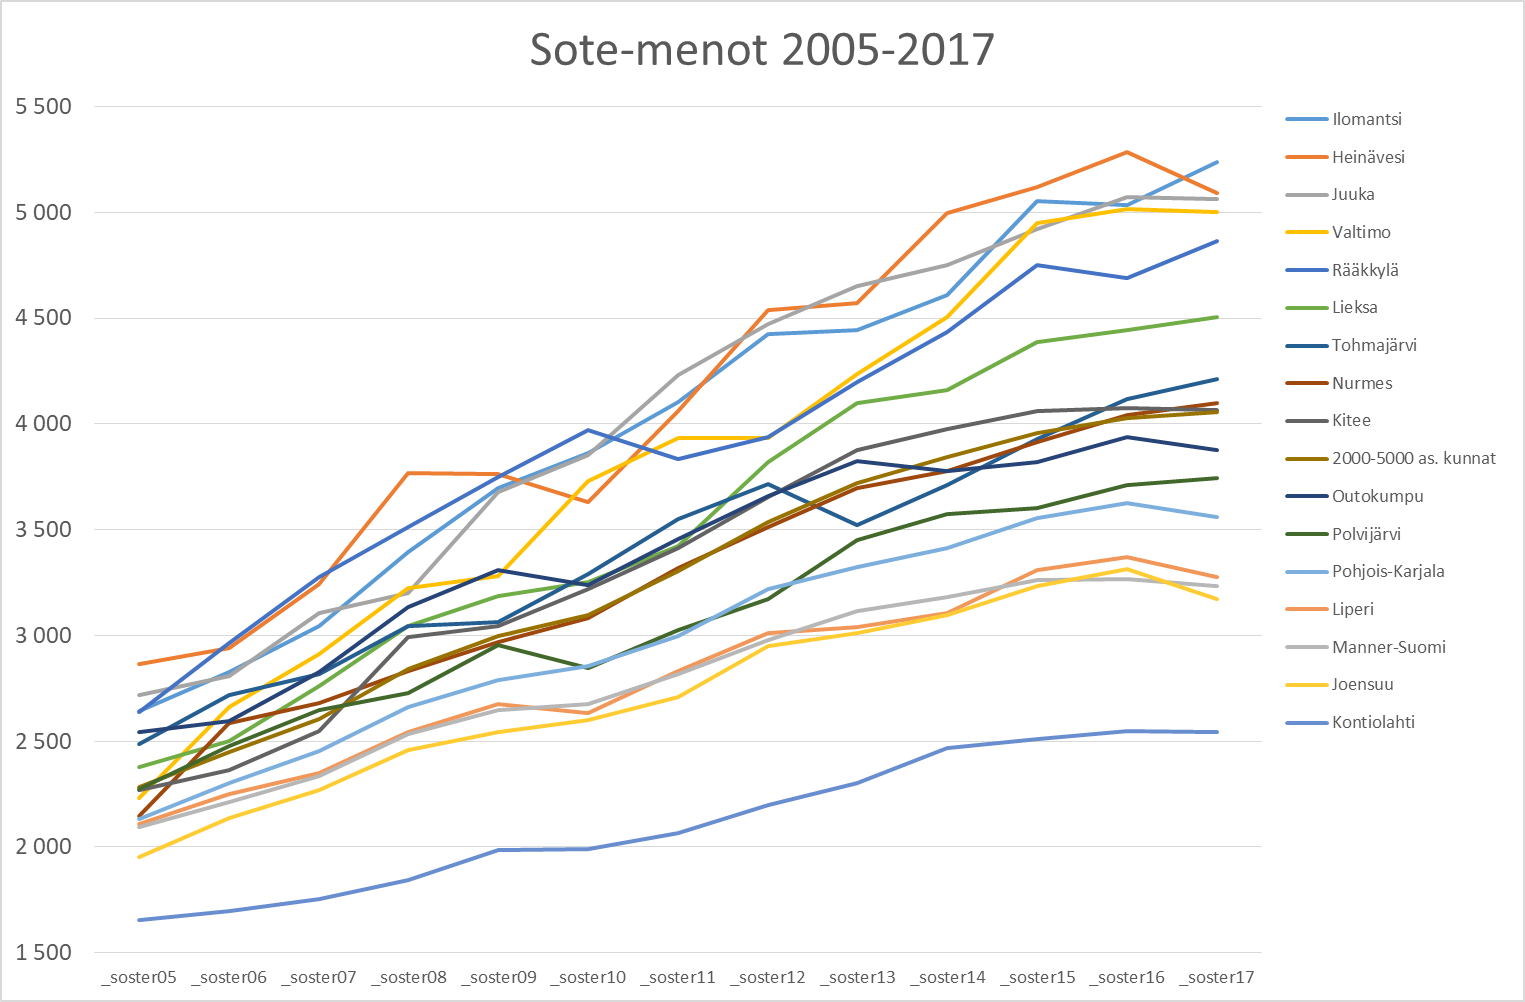 Sote-menot 2005-2017
5 500
5 000
4 500
4 000
3 500
3 000
2 500
2 000
1 500
_soster05 _soster06 _soster07 _soster08 _soster09 _soster10 _soster11 _soster12 _soster13 _soster14 _soster15 _soster16 _soster17
Ilomantsi
Heinävesi
Juuka
Valtimo
Rääkkylä
Lieksa
Tohmajärvi
Nurmes
Kitee
2000-5000 as. kunnat
Outokumpu
Polvijärvi
Pohjois-Karjala
Liperi
Manner-Suomi
Joensuu
Kontiolahti